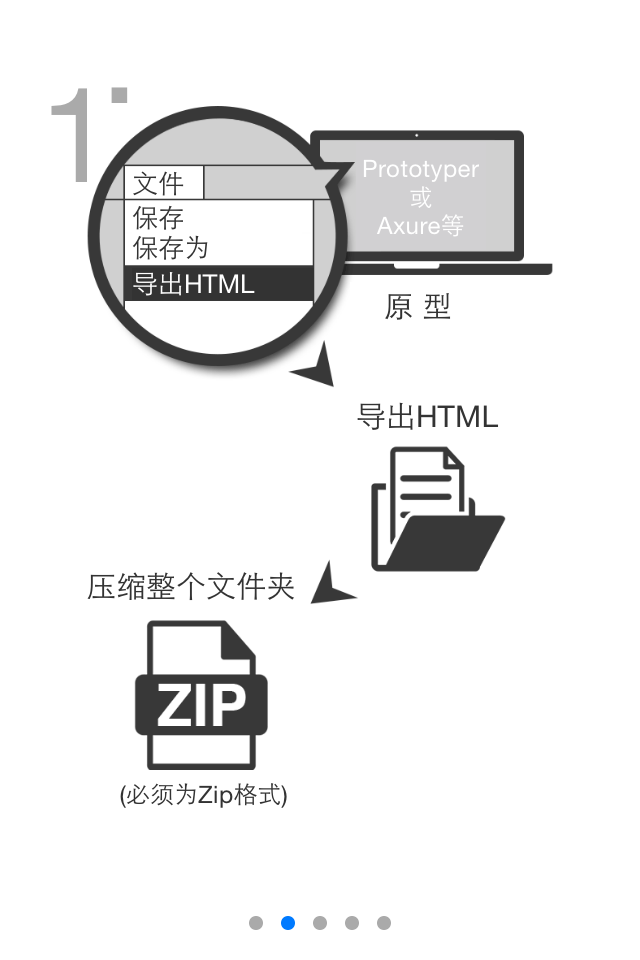 1.
文件
保存
保存为
导出HTML
Prototyper
或
Axure等
原 型
导出HTML
压缩整个文件夹
ZIP
(必须为Zip格式)